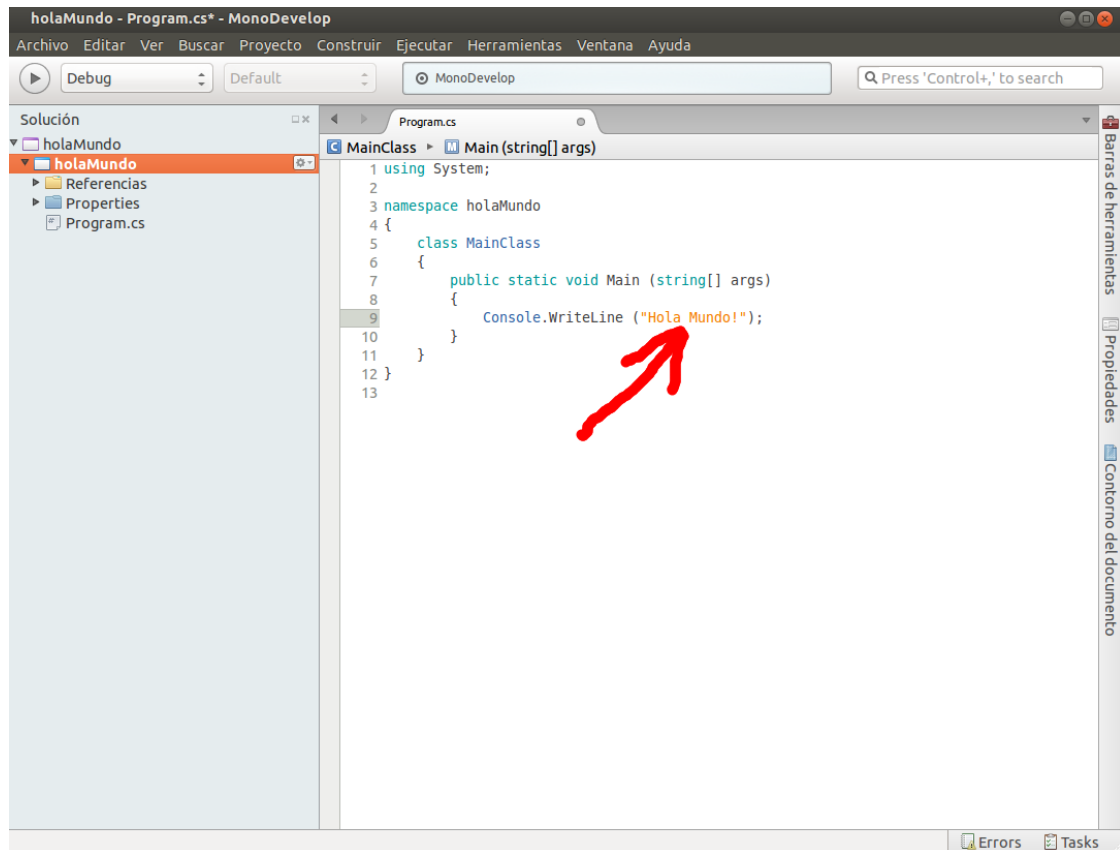 holaMundo - Program.cs* - MonoDevelop
Archivo Editar Ver Buscar Proyecto Construir Ejecutar Herramientas Ventana Ayuda
Debug Default MonoDevelop Press 'Control+,' to search
Solución
holaMundo
holaMundo
Referencias
Properties
Program.cs
Program.cs
C MainClass M Main (string[] args)
1 using System;
2
3 namespace holaMundo
4 {
5 class MainClass
6 {
7 public static void Main (string[] args)
8 {
9 Console.WriteLine ("Hola Mundo!");
10 }
11 }
12 }
13
Barras de herramientas
Propiedades
Contorno del documento
Errors Tasks